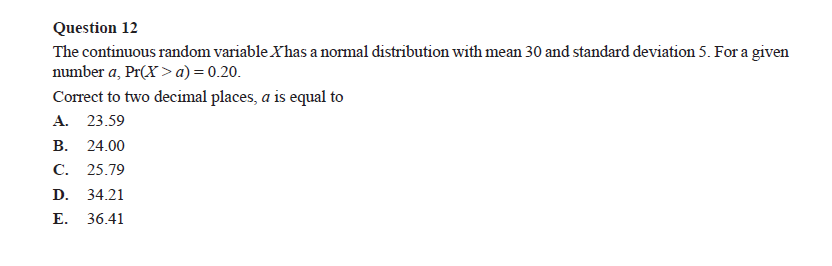 Question 12
The continuous random variable X has a normal distribution with mean 30 and standard deviation 5. For a given
number a, Pr(X > a) = 0.20.
Correct to two decimal places, a is equal to
A. 23.59
B. 24.00
C. 25.79
D. 34.21
E. 36.41